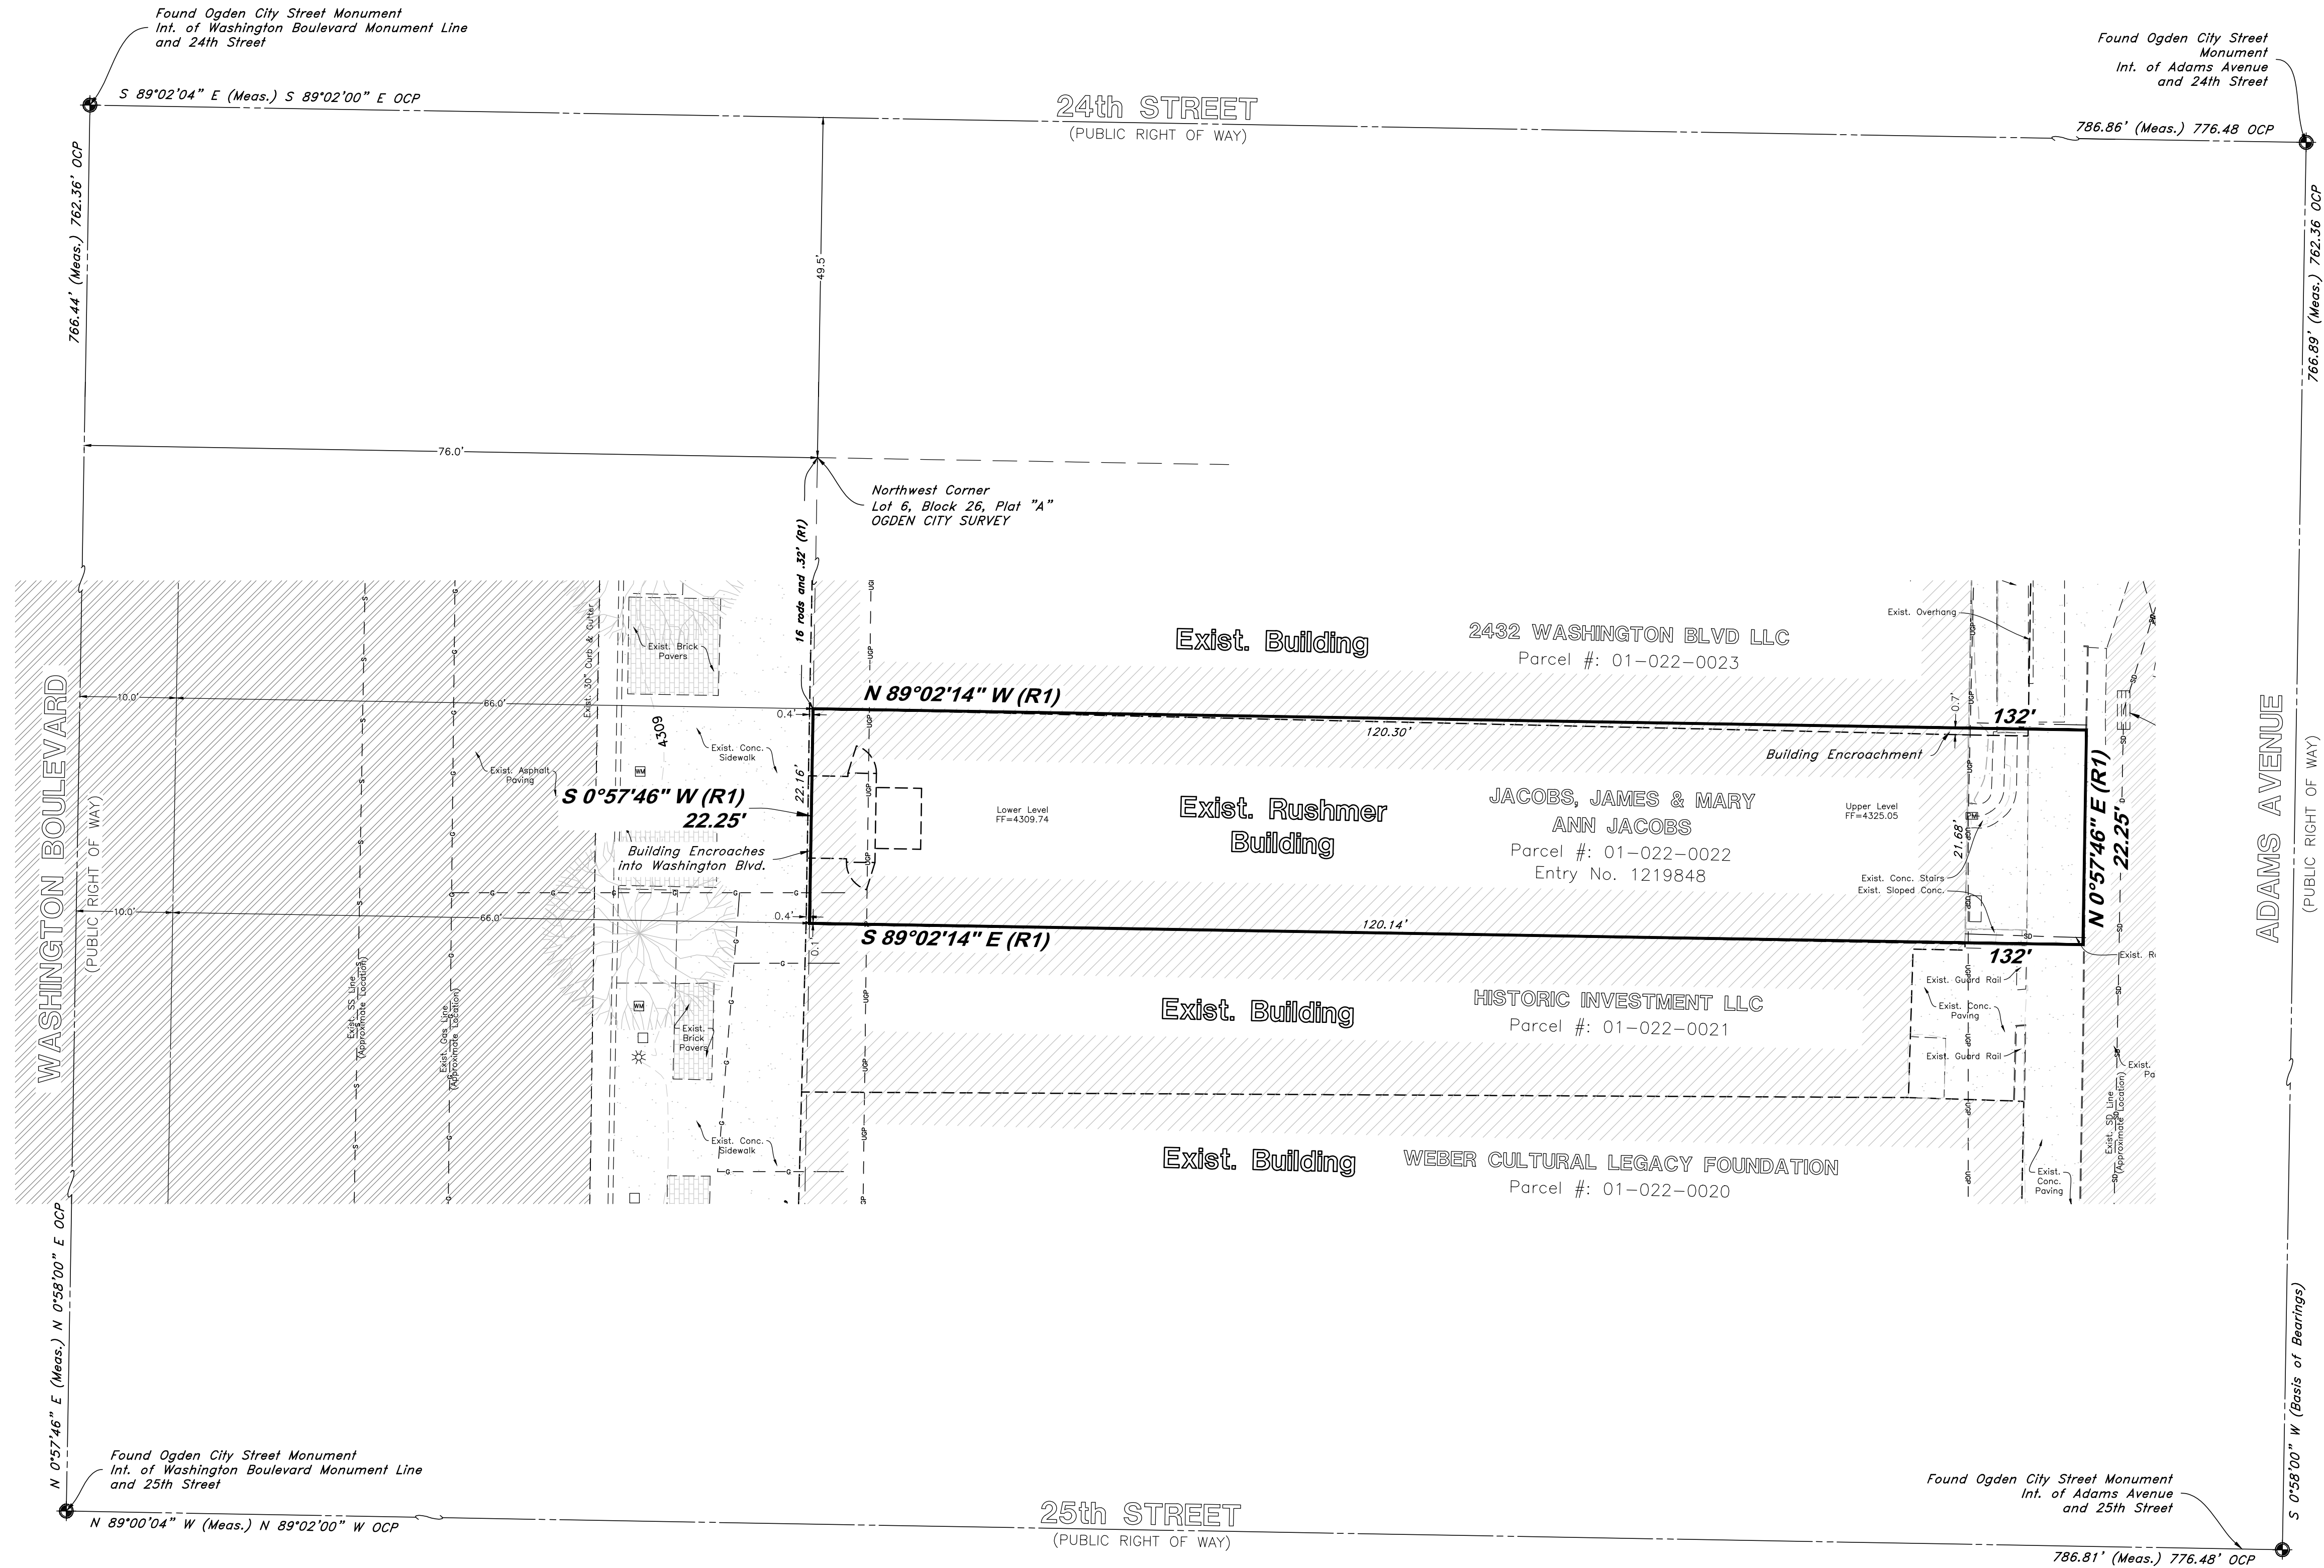 Found Ogden City Street Monument
Int. of Washington Boulevard Monument Line
and 24th Street
Found Ogden City Street
Monument
Int. of Adams Avenue
and 24th Street
S 89°02'04" E (Meas.) S 89°02'00" E OCP
24th STREET
(PUBLIC RIGHT OF WAY)
786.86' (Meas.) 776.48 OCP
766.44' (Meas.) 762.36' OCP
766.89' (Meas.) 762.36 OCP
49.5'
76.0'
Northwest Corner
Lot 6, Block 26, Plat "A"
OGDEN CITY SURVEY
16 rods and .32' (R1)
WASHINGTON BOULEVARD
(PUBLIC RIGHT OF WAY)
ADAMS AVENUE
(PUBLIC RIGHT OF WAY)
Exist. 30" Curb & Gutter
Exist. Brick
Pavers
Exist. Building
2432 WASHINGTON BLVD LLC
Parcel #: 01-022-0023
Exist. Overhang
10.0'
66.0'
0.4'
N 89°02'14" W (R1)
132'
0.7'
120.30'
4309
Exist. Conc.
Sidewalk
Exist. Asphalt
Paving
WM
Building Encroachment
S 0°57'46" W (R1)
22.25'
22.16'
Lower Level
FF=4309.74
Exist. Rushmer
Building
JACOBS, JAMES & MARY
ANN JACOBS
Parcel #: 01-022-0022
Entry No. 1219848
Upper Level
FF=4325.05
PM
21.68'
N 0°57'46" E (R1)
22.25'
Building Encroaches
into Washington Blvd.
Exist. Conc. Stairs
Exist. Sloped Conc.
10.0'
66.0'
0.4'
0.1'
120.14'
S 89°02'14" E (R1)
132'
Exist.
Exist. SS Line
(Approximate Location)
Exist. Gas Line
(Approximate Location)
WM
Exist.
Brick
Pavers
Exist. Building
HISTORIC INVESTMENT LLC
Parcel #: 01-022-0021
Exist. Guard Rail
Exist. Conc.
Paving
Exist. Guard Rail
Exist.
Exist. SD Line
(Approximate Location)
Exist. Conc.
Sidewalk
Exist. Building
WEBER CULTURAL LEGACY FOUNDATION
Parcel #: 01-022-0020
Exist.
Conc.
Paving
S
G
UGP
SD
N 0°57'46" E (Meas.) N 0°58'00" E OCP
S 0°58'00" W (Basis of Bearings)
Found Ogden City Street Monument
Int. of Washington Boulevard Monument Line
and 25th Street
Found Ogden City Street Monument
Int. of Adams Avenue
and 25th Street
N 89°00'04" W (Meas.) N 89°02'00" W OCP
25th STREET
(PUBLIC RIGHT OF WAY)
786.81' (Meas.) 776.48' OCP